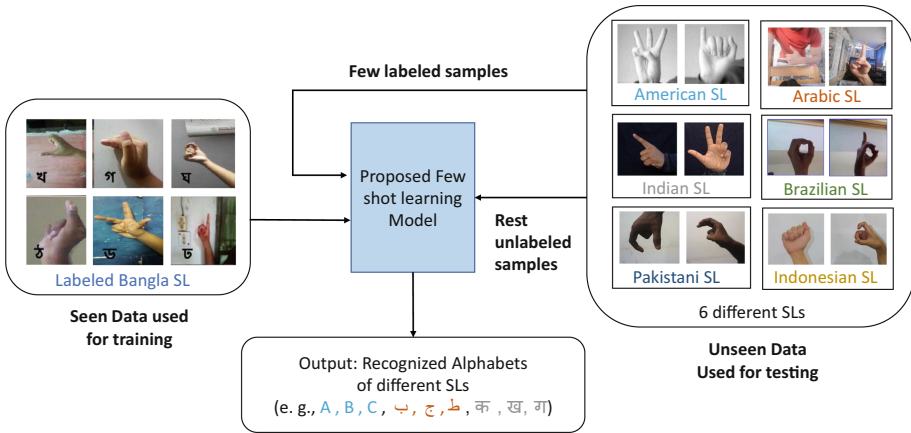 Few labeled samples
American SL
Arabic SL
Indian SL
Brazilian SL
Pakistani SL
Indonesian SL
6 different SLs
Unseen Data
Used for testing
খ
গ
ঘ
ঠ
ড
ঢ
Labeled Bangla SL
Seen Data used
for training
Proposed Few
shot learning
Model
Rest
unlabeled
samples
Output: Recognized Alphabets
of different SLs
(e. g., A , B , C , ب , ج , ط , क , ख, ग)